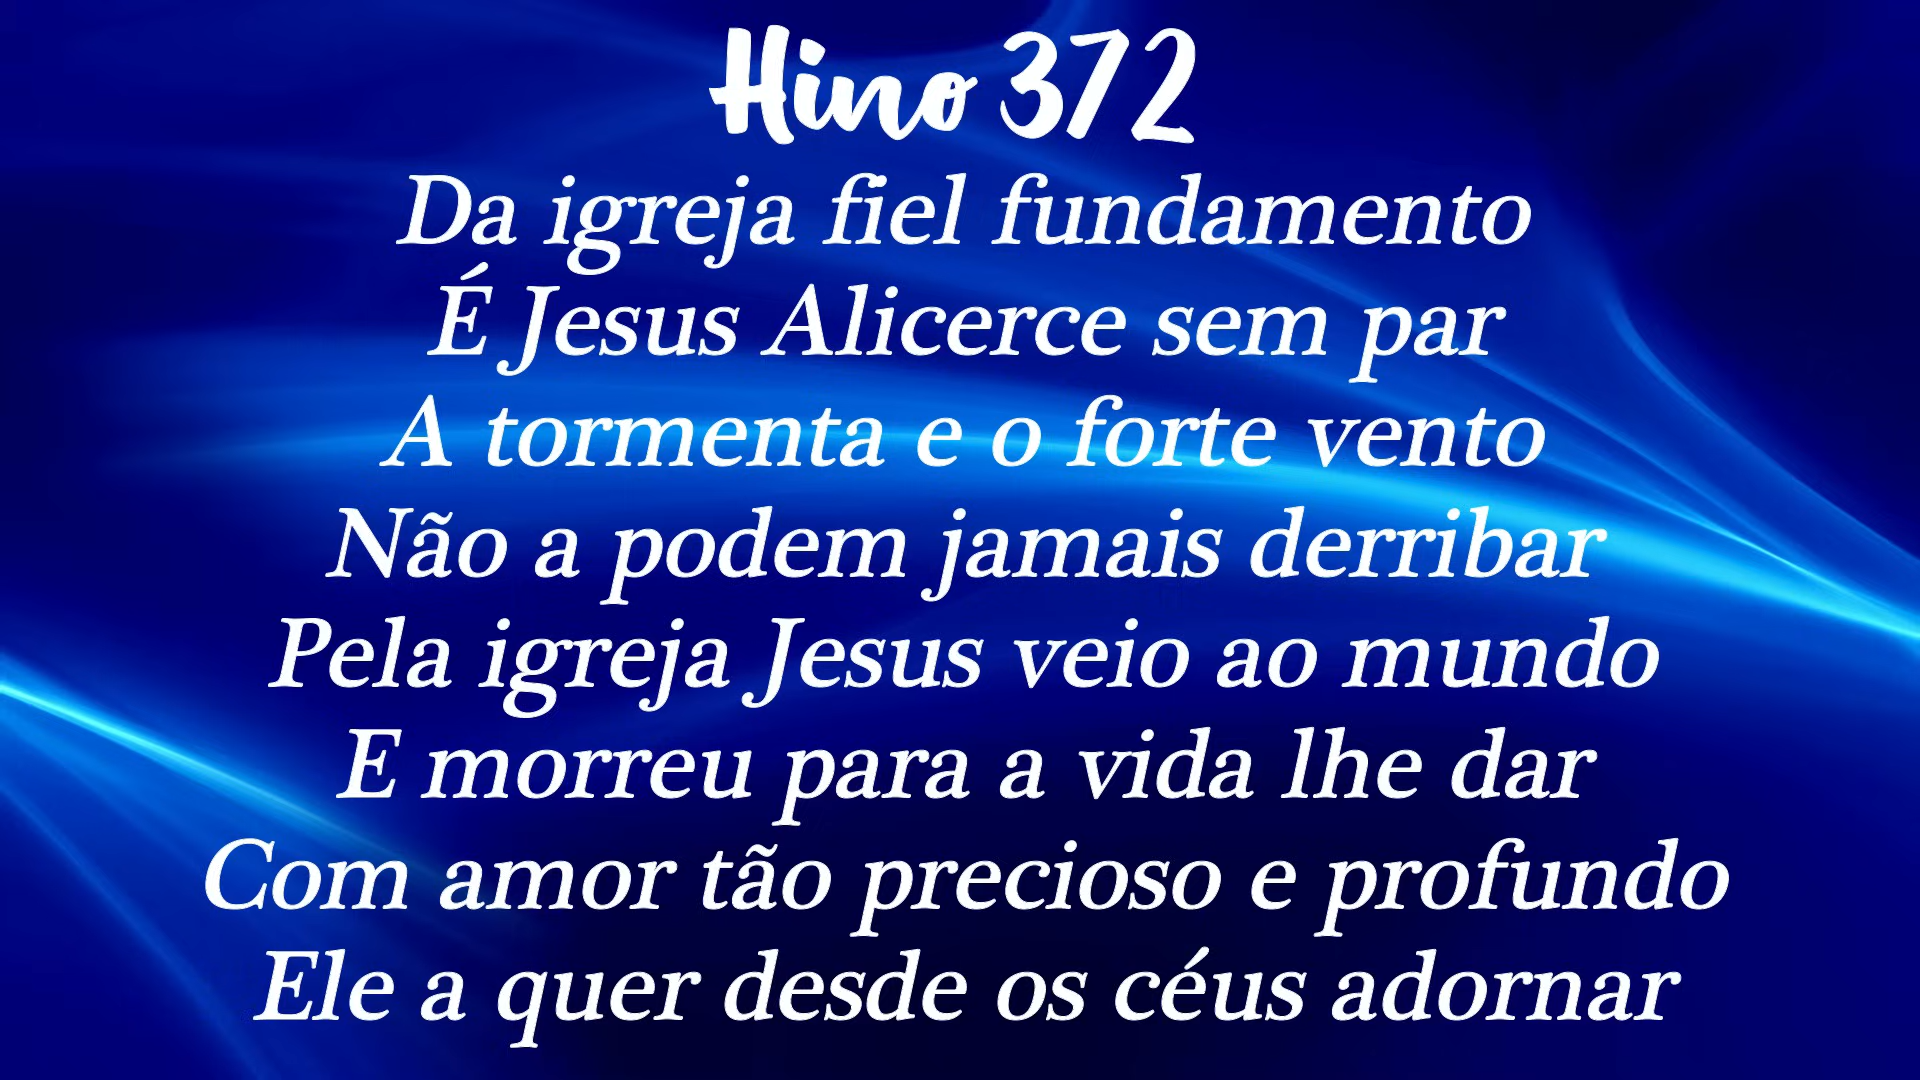 Hino 372
Da igreja fiel fundamento
É Jesus Alicerce sem par
A tormenta e o forte vento
Não a podem jamais derribar
Pela igreja Jesus veio ao mundo
E morreu para a vida lhe dar
Com amor tão precioso e profundo
Ele a quer desde os céus adornar